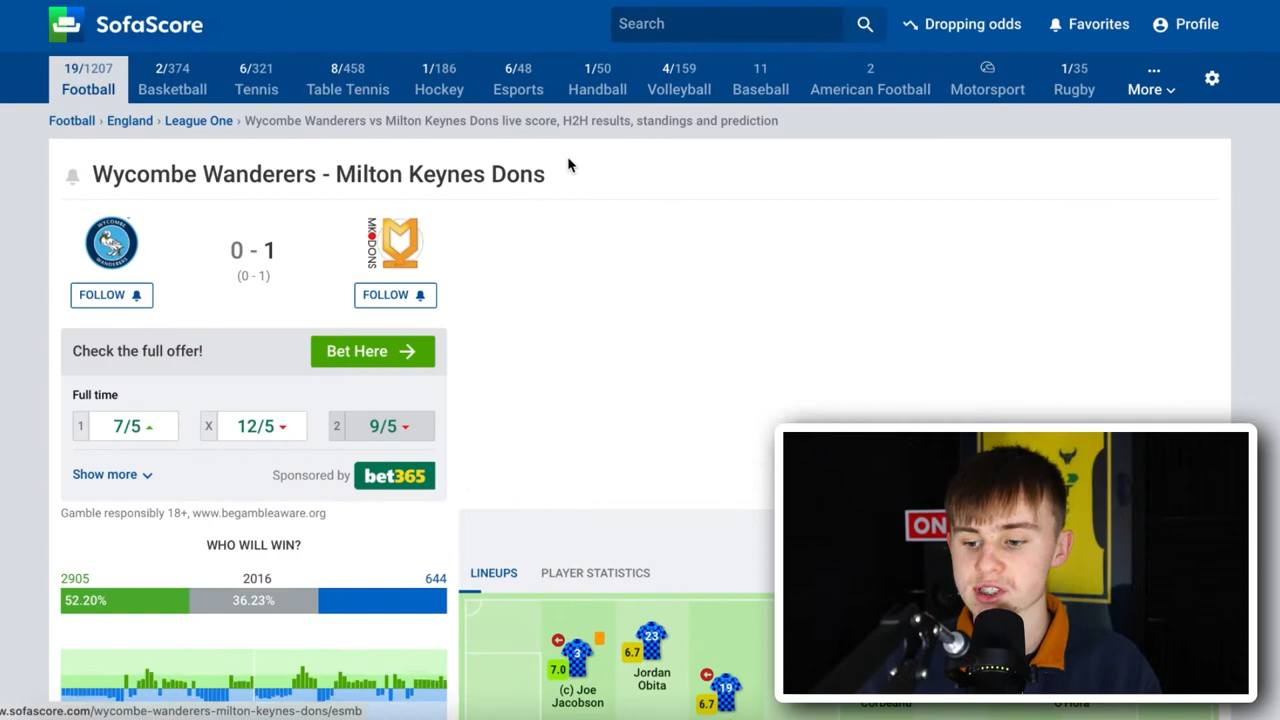 SofaScore
Search
Dropping odds
Favorites
Profile
19/1207
Football
2/374
Basketball
6/321
Tennis
8/458
Table Tennis
1/186
Hockey
6/48
Esports
1/50
Handball
4/159
Volleyball
11
Baseball
2
American Football
Motorsport
1/35
Rugby
...
More
Football › England › League One › Wycombe Wanderers vs Milton Keynes Dons live score, H2H results, standings and prediction
Wycombe Wanderers - Milton Keynes Dons
WYCOMBE
WANDERERS
MKDONS
0 - 1
(0 - 1)
FOLLOW
FOLLOW
Check the full offer!
Bet Here
Full time
1 7/5
X 12/5
2 9/5
Show more
Sponsored by bet365
Gamble responsibly 18+, www.begambleaware.org
WHO WILL WIN?
2905 2016 644
52.20% 36.23%
LINEUPS PLAYER STATISTICS
3
7.0
(c) Joe
Jacobson
23
6.7
Jordan
Obita
19
6.7
ON
Corbeanu
O'Hora
w.sofascore.com/wycombe-wanderers-milton-keynes-dons/esmb